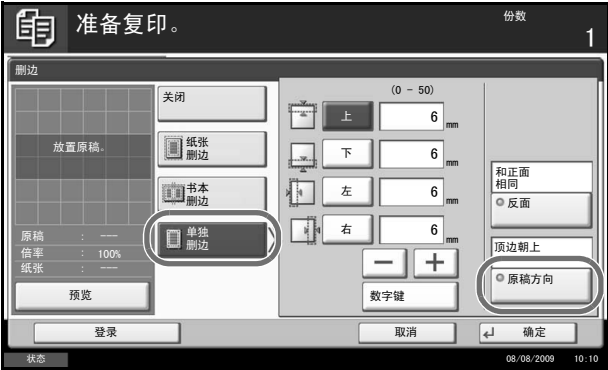 准备复印。
份数
1
删边
放置原稿。
原稿 : ---
倍率 : 100%
纸张 : ---
预览
关闭
纸张
删边
书本
删边
单独
删边
(0 - 50)
上 6 mm
下 6 mm
左 6 mm
右 6 mm
− +
数字键
和正面
相同
反面
顶边朝上
原稿方向
登录
取消
确定
状态
08/08/2009 10:10